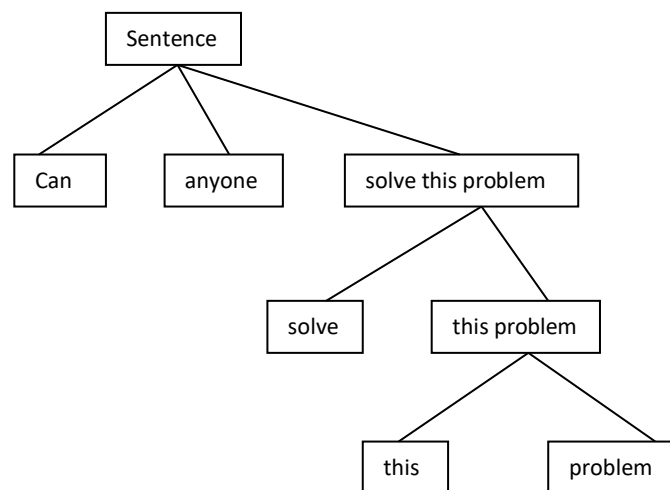 Sentence
Can
anyone
solve this problem
solve
this problem
this
problem